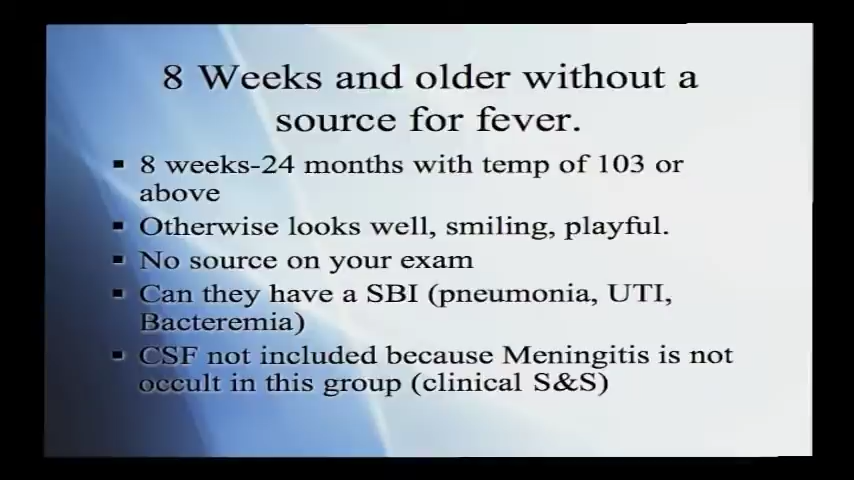 8 Weeks and older without a
source for fever.
▪ 8 weeks-24 months with temp of 103 or
above
▪ Otherwise looks well, smiling, playful.
▪ No source on your exam
▪ Can they have a SBI (pneumonia, UTI,
Bacteremia)
▪ CSF not included because Meningitis is not
occult in this group (clinical S&S)